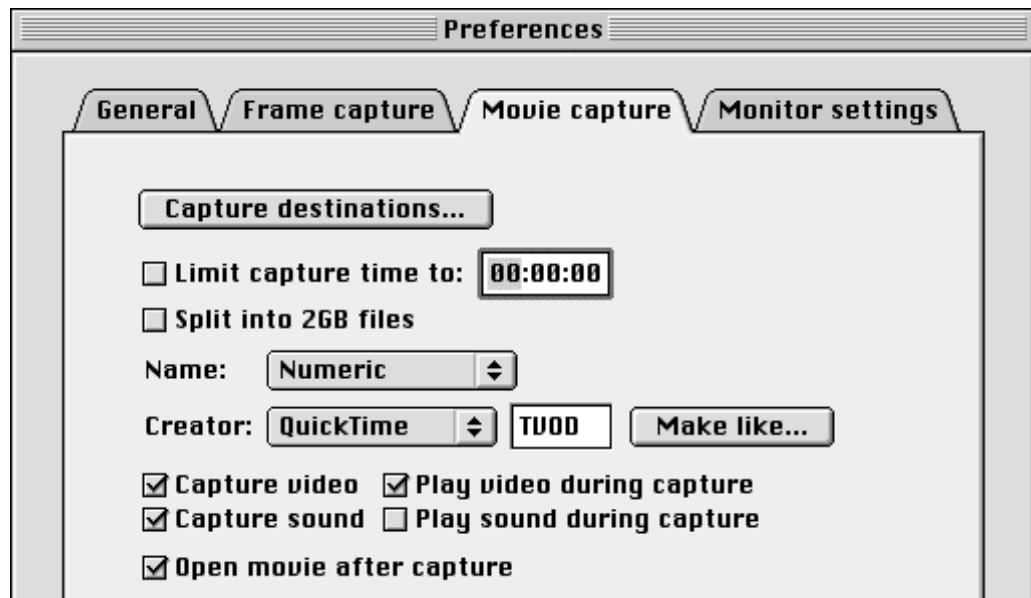 Preferences
General Frame capture Movie capture Monitor settings
Capture destinations...
Limit capture time to: 00:00:00
Split into 2GB files
Name: Numeric
Creator: QuickTime TVOD Make like...
Capture video Play video during capture
Capture sound Play sound during capture
Open movie after capture